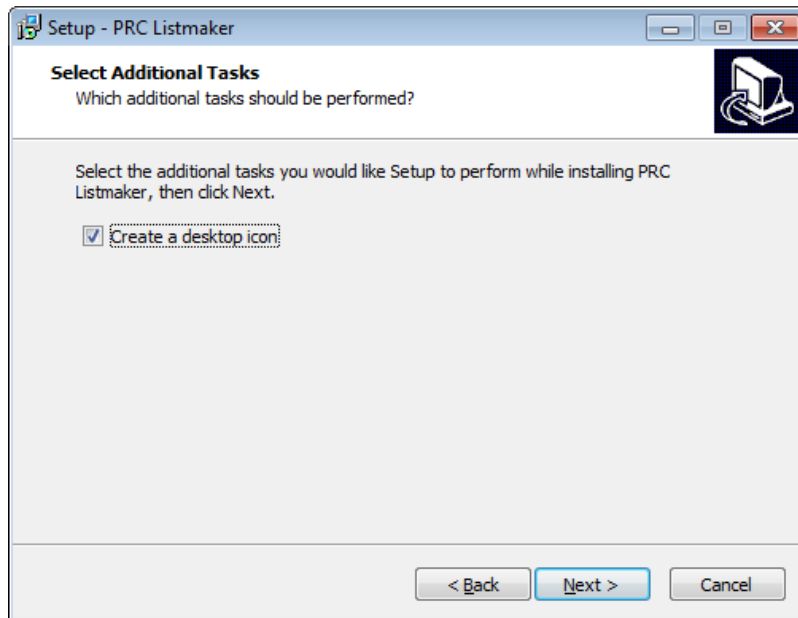 Setup - PRC Listmaker
Select Additional Tasks
Which additional tasks should be performed?
Select the additional tasks you would like Setup to perform while installing PRC
Listmaker, then click Next.
Create a desktop icon
< Back Next > Cancel